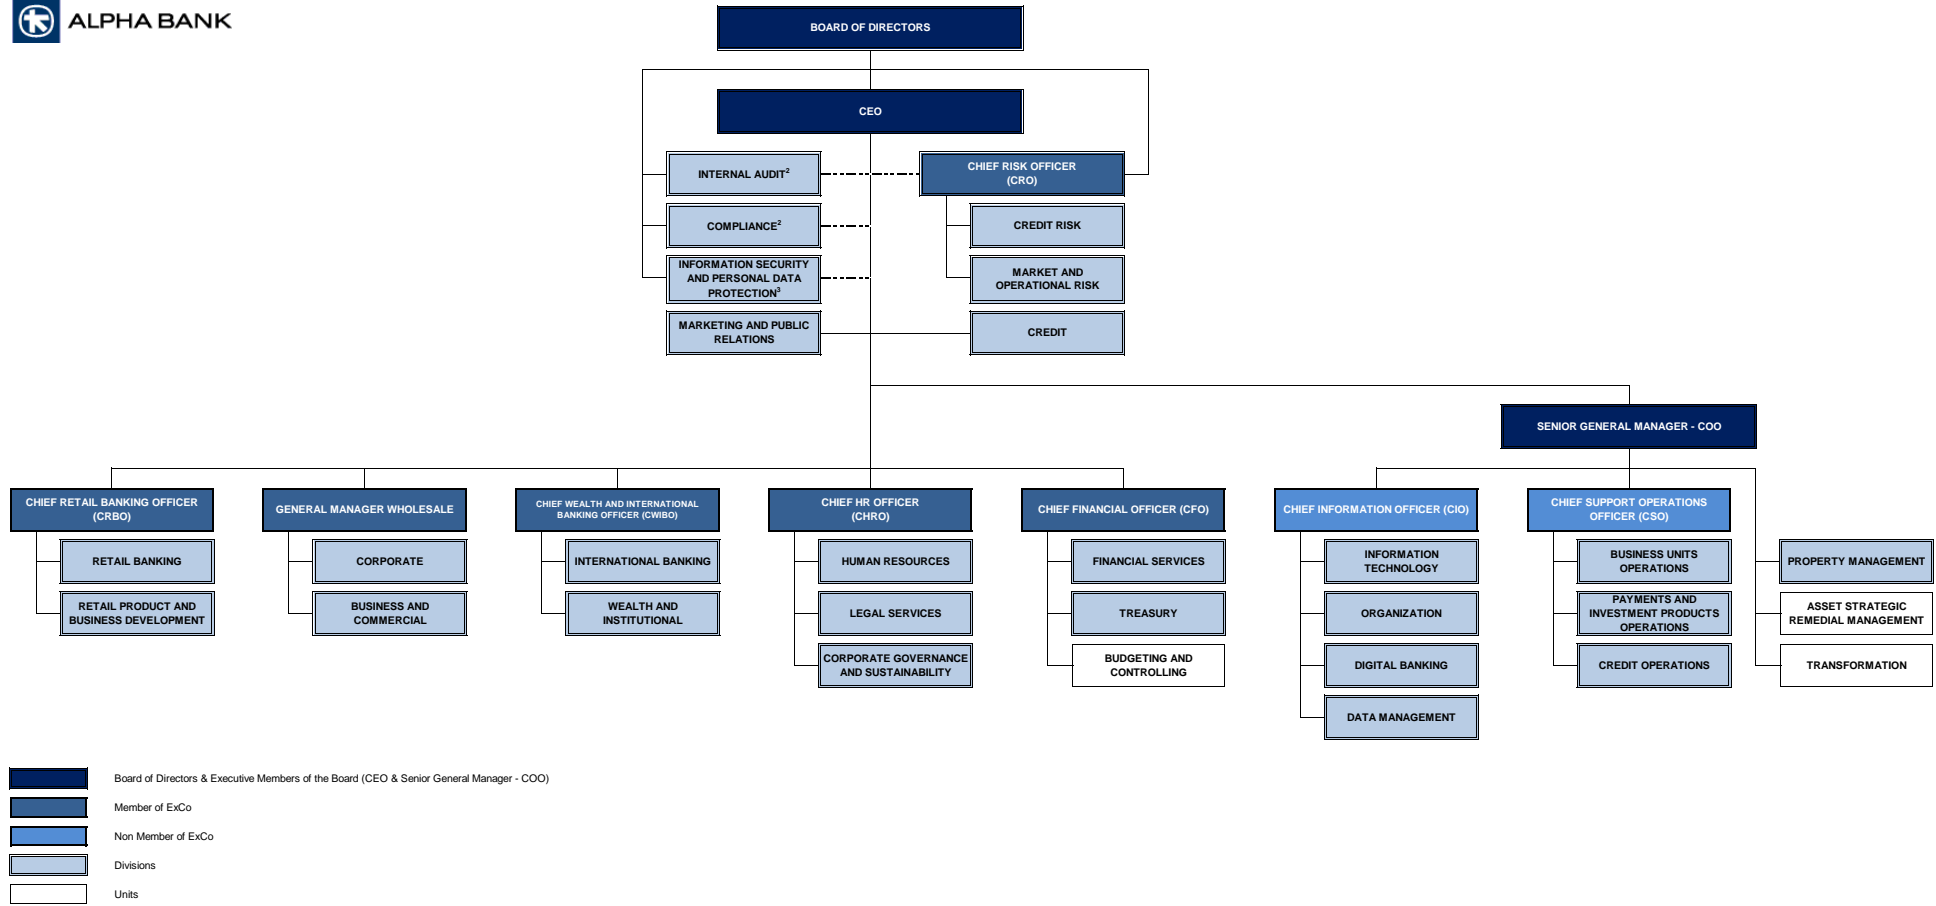 ALPHA BANK
BOARD OF DIRECTORS
CEO
INTERNAL AUDIT²
CHIEF RISK OFFICER
(CRO)
COMPLIANCE²
CREDIT RISK
INFORMATION SECURITY
AND PERSONAL DATA
PROTECTION³
MARKET AND
OPERATIONAL RISK
MARKETING AND PUBLIC
RELATIONS
CREDIT
SENIOR GENERAL MANAGER - COO
CHIEF RETAIL BANKING OFFICER
(CRBO)
RETAIL BANKING
RETAIL PRODUCT AND
BUSINESS DEVELOPMENT
GENERAL MANAGER WHOLESALE
CORPORATE
BUSINESS AND
COMMERCIAL
CHIEF WEALTH AND INTERNATIONAL
BANKING OFFICER (CWIBO)
INTERNATIONAL BANKING
WEALTH AND
INSTITUTIONAL
CHIEF HR OFFICER
(CHRO)
HUMAN RESOURCES
LEGAL SERVICES
CORPORATE GOVERNANCE
AND SUSTAINABILITY
CHIEF FINANCIAL OFFICER (CFO)
FINANCIAL SERVICES
TREASURY
BUDGETING AND
CONTROLLING
CHIEF INFORMATION OFFICER (CIO)
INFORMATION
TECHNOLOGY
ORGANIZATION
DIGITAL BANKING
DATA MANAGEMENT
CHIEF SUPPORT OPERATIONS
OFFICER (CSO)
BUSINESS UNITS
OPERATIONS
PAYMENTS AND
INVESTMENT PRODUCTS
OPERATIONS
CREDIT OPERATIONS
PROPERTY MANAGEMENT
ASSET STRATEGIC
REMEDIAL MANAGEMENT
TRANSFORMATION
Board of Directors & Executive Members of the Board (CEO & Senior General Manager - COO)
Member of ExCo
Non Member of ExCo
Divisions
Units